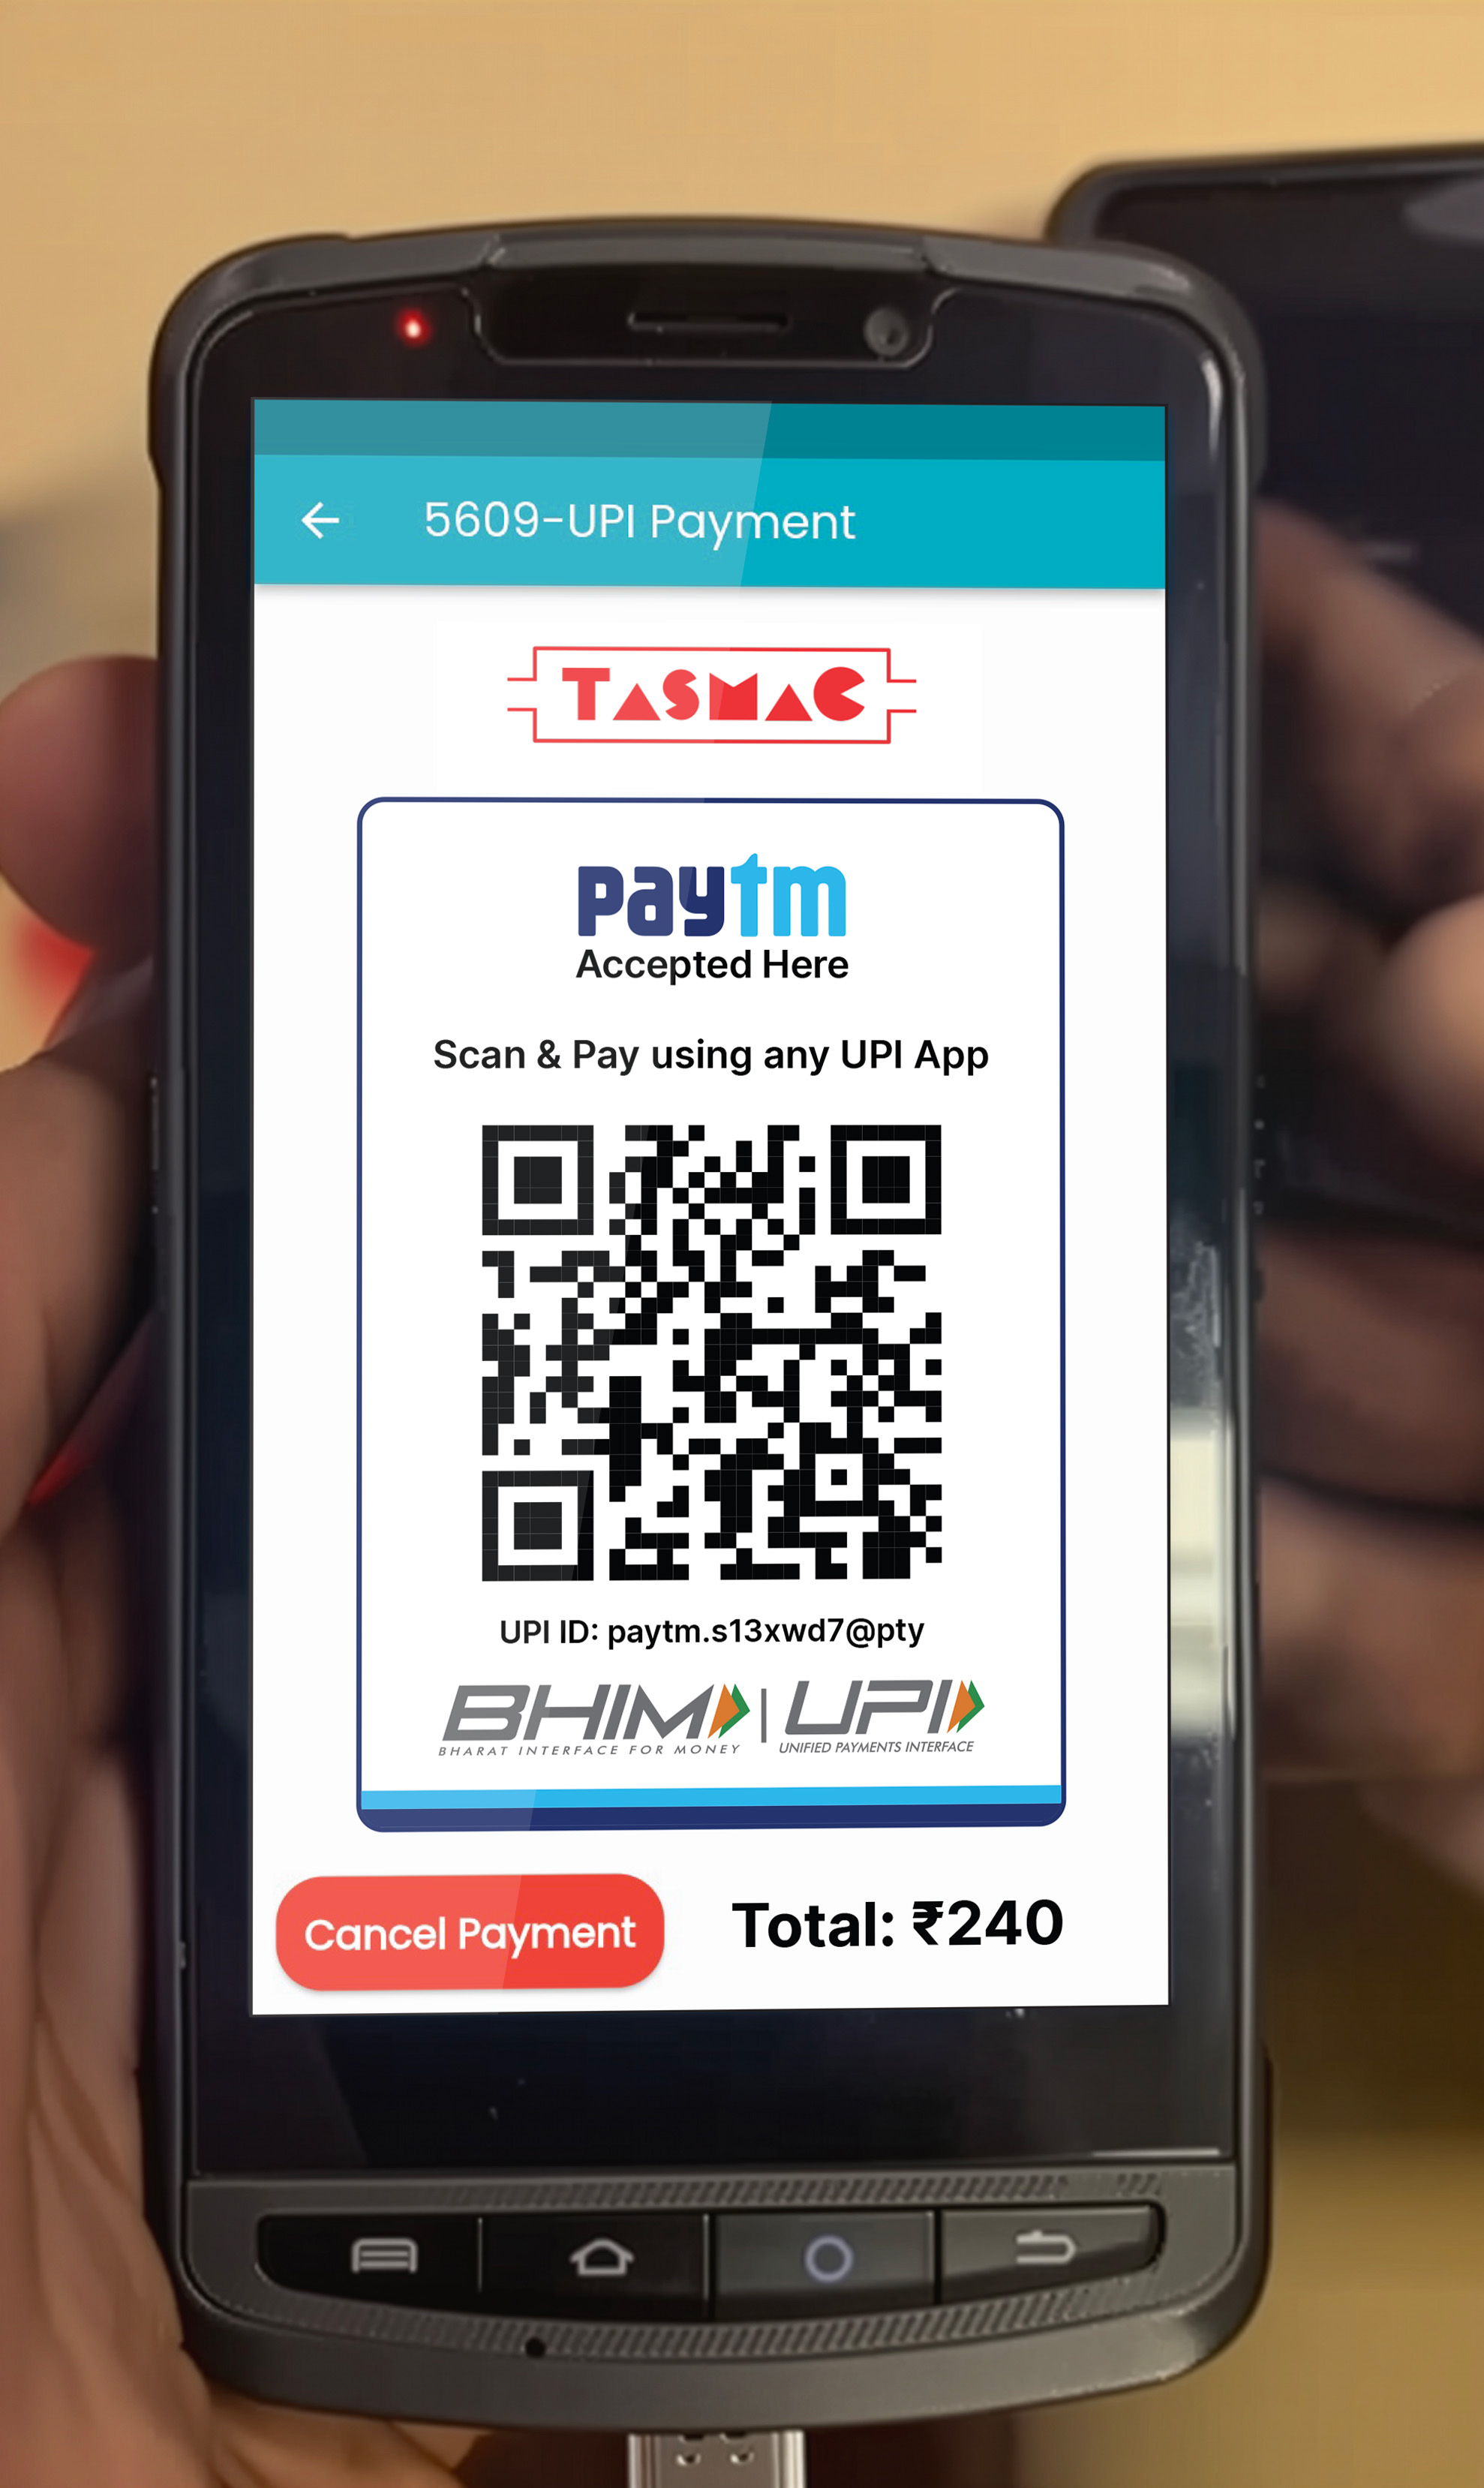 5609-UPI Payment
TASMAC
paytm
Accepted Here
Scan & Pay using any UPI App
UPI ID: paytm.s13xwd7@pty
BHIM | UPI
BHARAT INTERFACE FOR MONEY UNIFIED PAYMENTS INTERFACE
Cancel Payment Total: ₹240